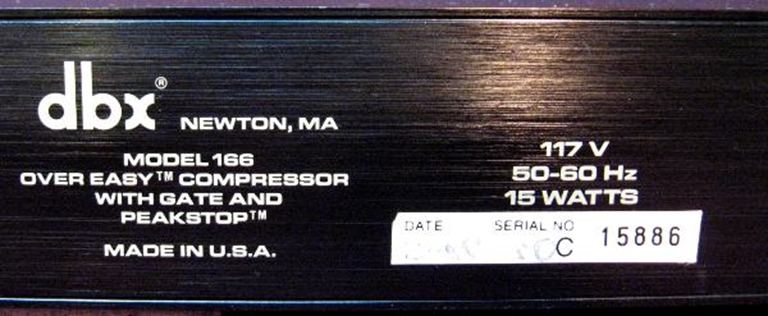 dbx® NEWTON, MA
MODEL 166
OVER EASY™ COMPRESSOR
WITH GATE AND
PEAKSTOP™
MADE IN U.S.A.
117 V
50-60 Hz
15 WATTS
DATE SERIAL NO
C 15886